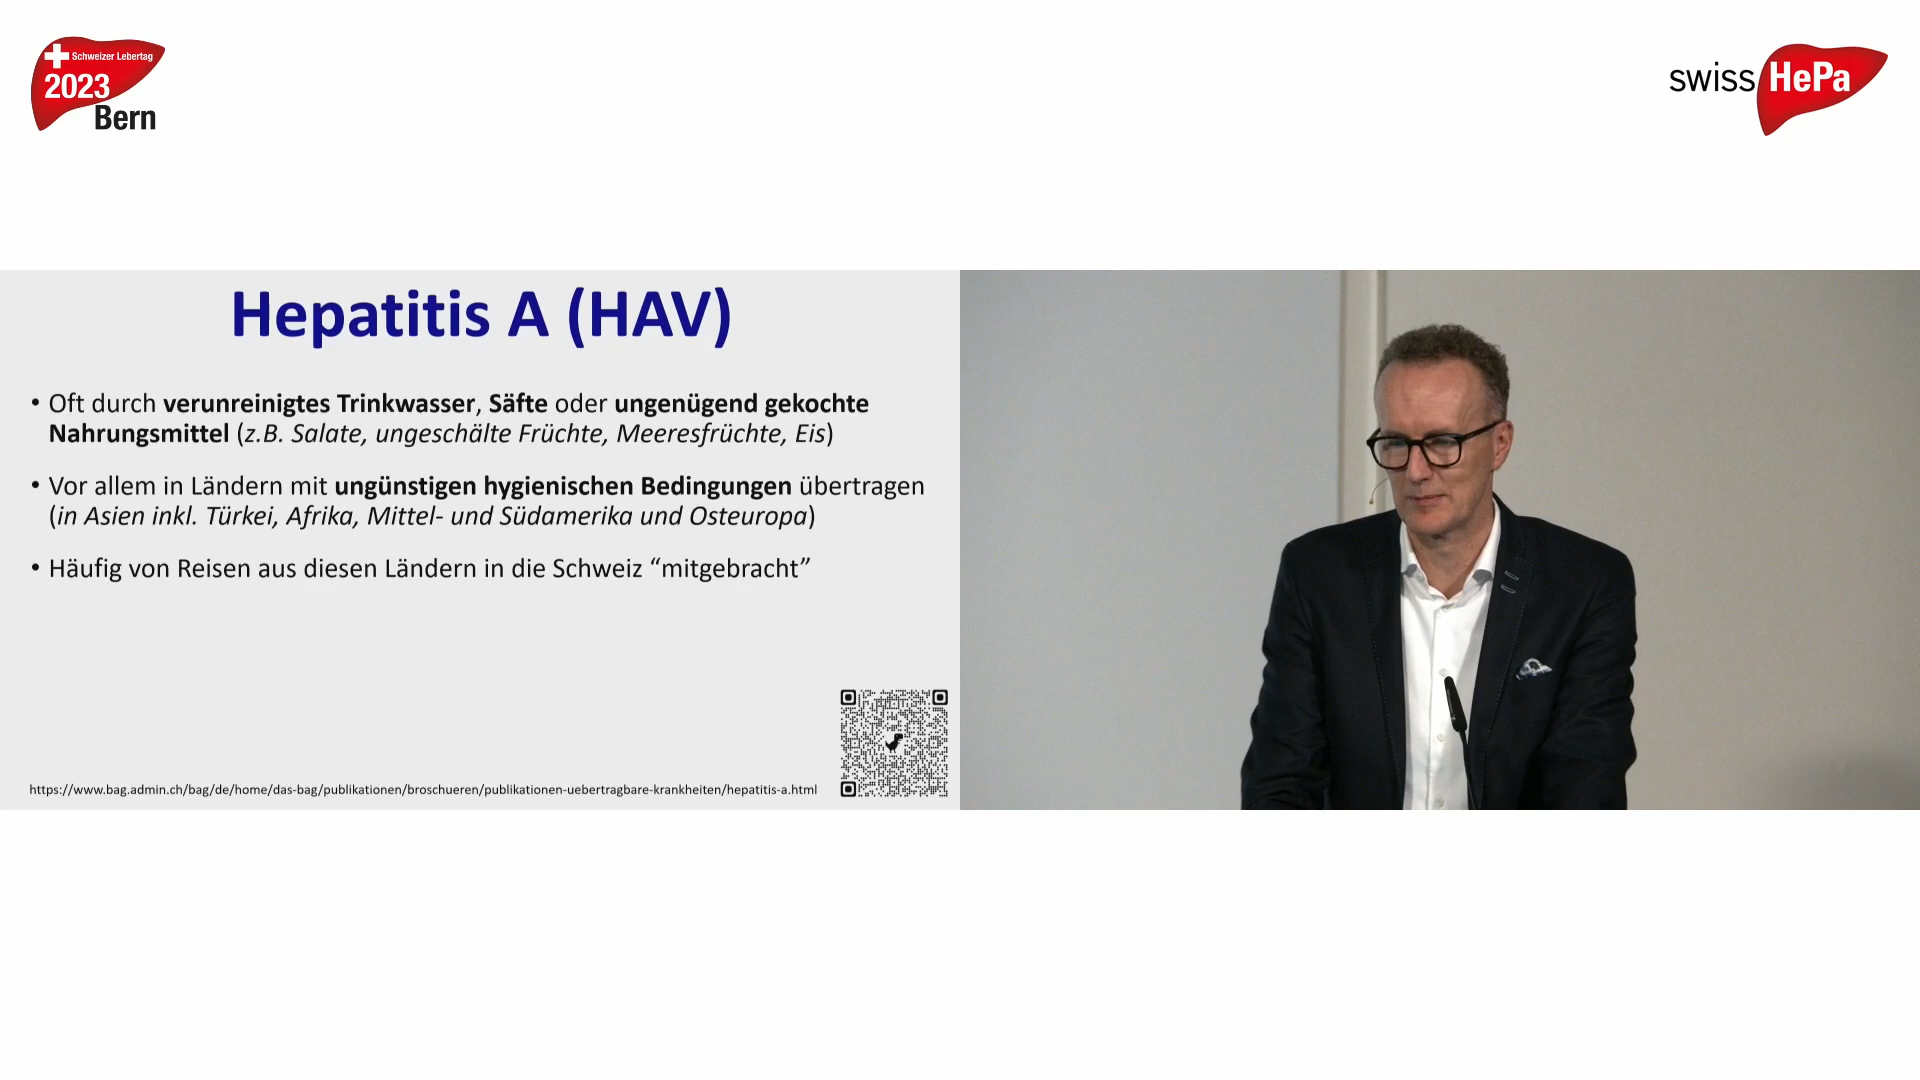 Schweizer Lebertag
2023
Bern
swiss HePa
Hepatitis A (HAV)
• Oft durch verunreinigtes Trinkwasser, Säfte oder ungenügend gekochte
Nahrungsmittel (z.B. Salate, ungeschälte Früchte, Meeresfrüchte, Eis)
• Vor allem in Ländern mit ungünstigen hygienischen Bedingungen übertragen
(in Asien inkl. Türkei, Afrika, Mittel- und Südamerika und Osteuropa)
• Häufig von Reisen aus diesen Ländern in die Schweiz “mitgebracht”
https://www.bag.admin.ch/bag/de/home/das-bag/publikationen/broschueren/publikationen-uebertragbare-krankheiten/hepatitis-a.html